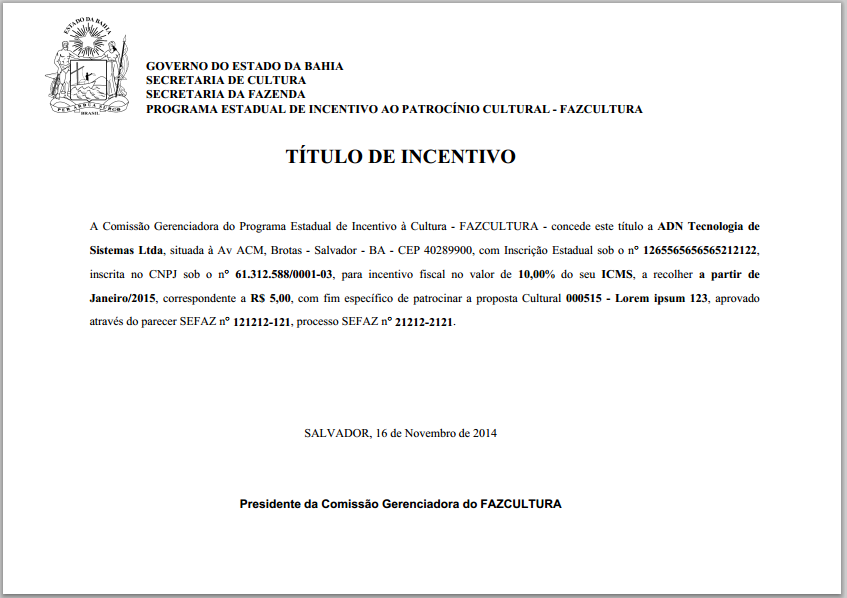 ESTADO DA BAHIA
PER ARDUA SURGO
BRASIL
GOVERNO DO ESTADO DA BAHIA
SECRETARIA DE CULTURA
SECRETARIA DA FAZENDA
PROGRAMA ESTADUAL DE INCENTIVO AO PATROCÍNIO CULTURAL - FAZCULTURA
TÍTULO DE INCENTIVO
A Comissão Gerenciadora do Programa Estadual de Incentivo à Cultura - FAZCULTURA - concede este título a ADN Tecnologia de
Sistemas Ltda, situada à Av ACM, Brotas - Salvador - BA - CEP 40289900, com Inscrição Estadual sob o nº 1265565656565212122,
inscrita no CNPJ sob o nº 61.312.588/0001-03, para incentivo fiscal no valor de 10,00% do seu ICMS, a recolher a partir de
Janeiro/2015, correspondente a R$ 5,00, com fim específico de patrocinar a proposta Cultural 000515 - Lorem ipsum 123, aprovado
através do parecer SEFAZ nº 121212-121, processo SEFAZ nº 21212-2121.
SALVADOR, 16 de Novembro de 2014
Presidente da Comissão Gerenciadora do FAZCULTURA